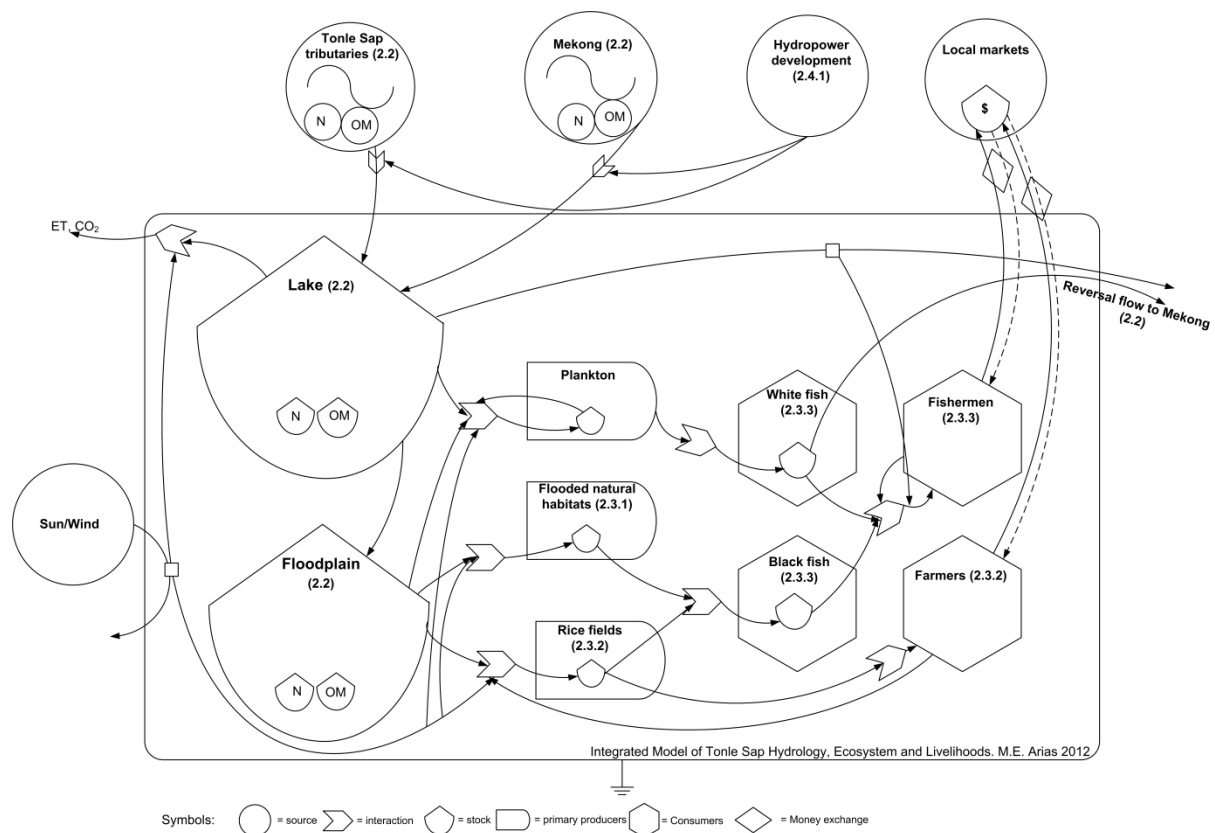 Tonle Sap
tributaries (2.2)
N
OM
Mekong (2.2)
N
OM
Hydropower
development
(2.4.1)
Local markets
$
ET, CO₂
Lake (2.2)
N
OM
Reversal flow to Mekong
(2.2)
Plankton
White fish
(2.3.3)
Fishermen
(2.3.3)
Sun/Wind
Flooded natural
habitats (2.3.1)
Floodplain
(2.2)
N
OM
Black fish
(2.3.3)
Farmers (2.3.2)
Rice fields
(2.3.2)
Integrated Model of Tonle Sap Hydrology, Ecosystem and Livelihoods. M.E. Arias 2012
Symbols: = source = interaction = stock = primary producers = Consumers = Money exchange